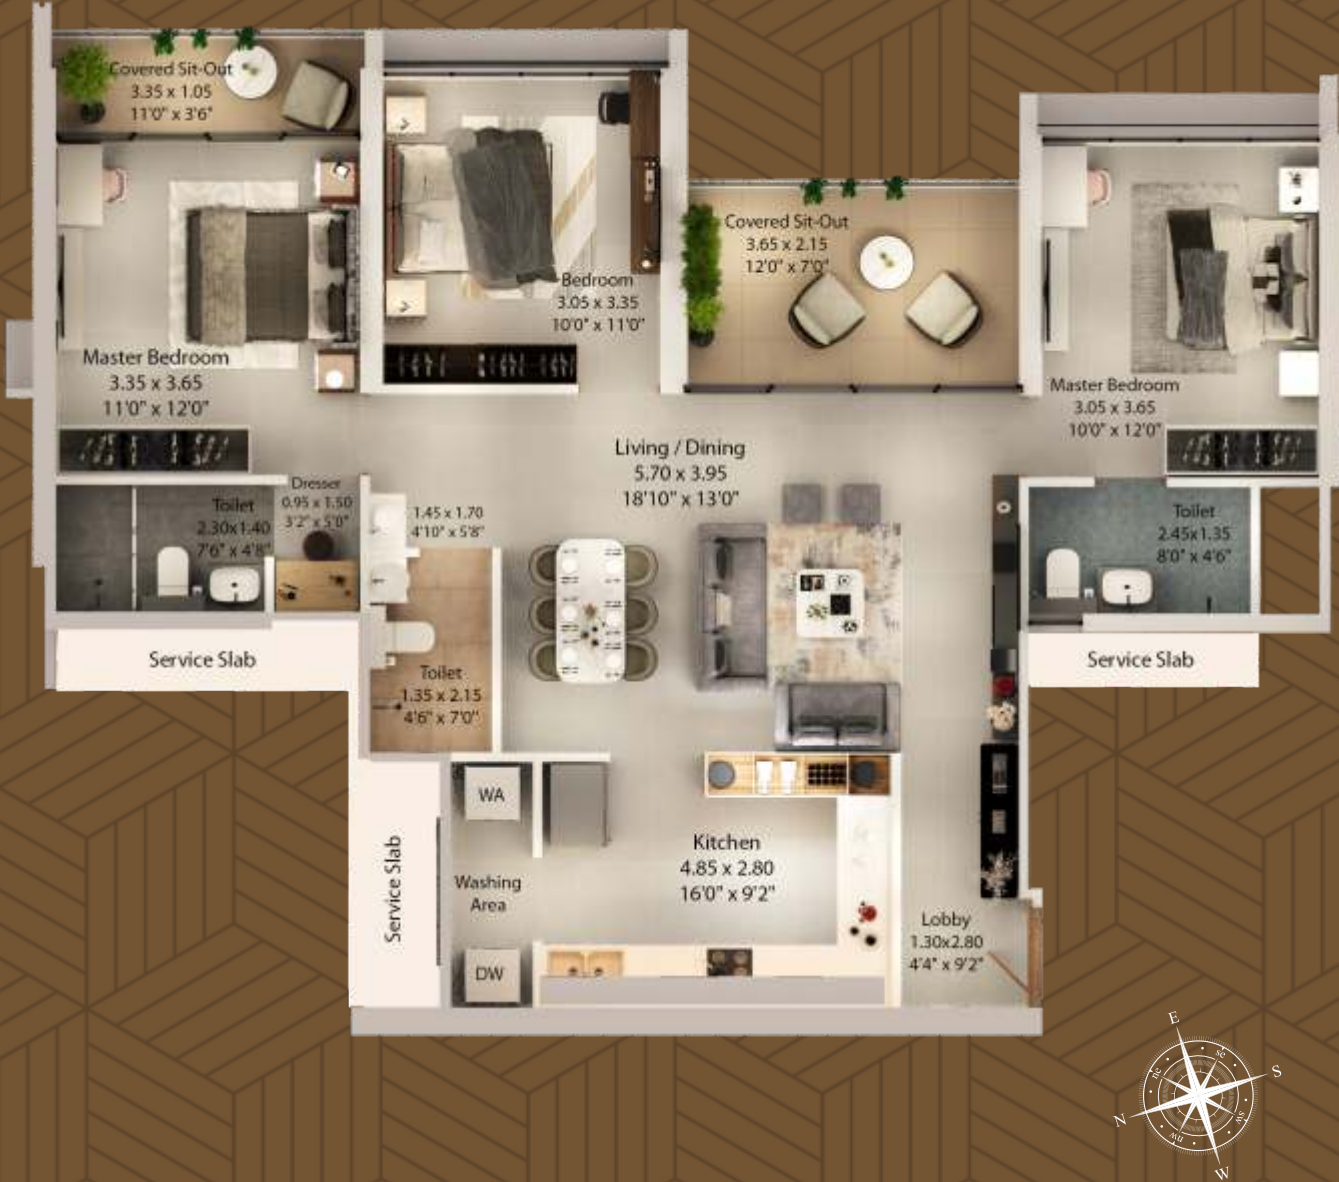 Covered Sit-Out
3.35 x 1.05
11'0" x 3'6"
Covered Sit-Out
3.65 x 2.15
12'0" x 7'0"
Bedroom
3.05 x 3.35
10'0" x 11'0"
Master Bedroom
3.35 x 3.65
11'0" x 12'0"
Master Bedroom
3.05 x 3.65
10'0" x 12'0"
Living / Dining
5.70 x 3.95
18'10" x 13'0"
Dresser
0.95 x 1.50
3'2" x 5'0"
Toilet
2.30x1.40
7'6" x 4'8"
1.45 x 1.70
4'10" x 5'8"
Toilet
2.45x1.35
8'0" x 4'6"
Service Slab
Service Slab
Toilet
1.35 x 2.15
4'6" x 7'0"
WA
Kitchen
4.85 x 2.80
16'0" x 9'2"
Service Slab
Washing
Area
Lobby
1.30x2.80
4'4" x 9'2"
DW
E
se
S
ne
N
sw
nw
W